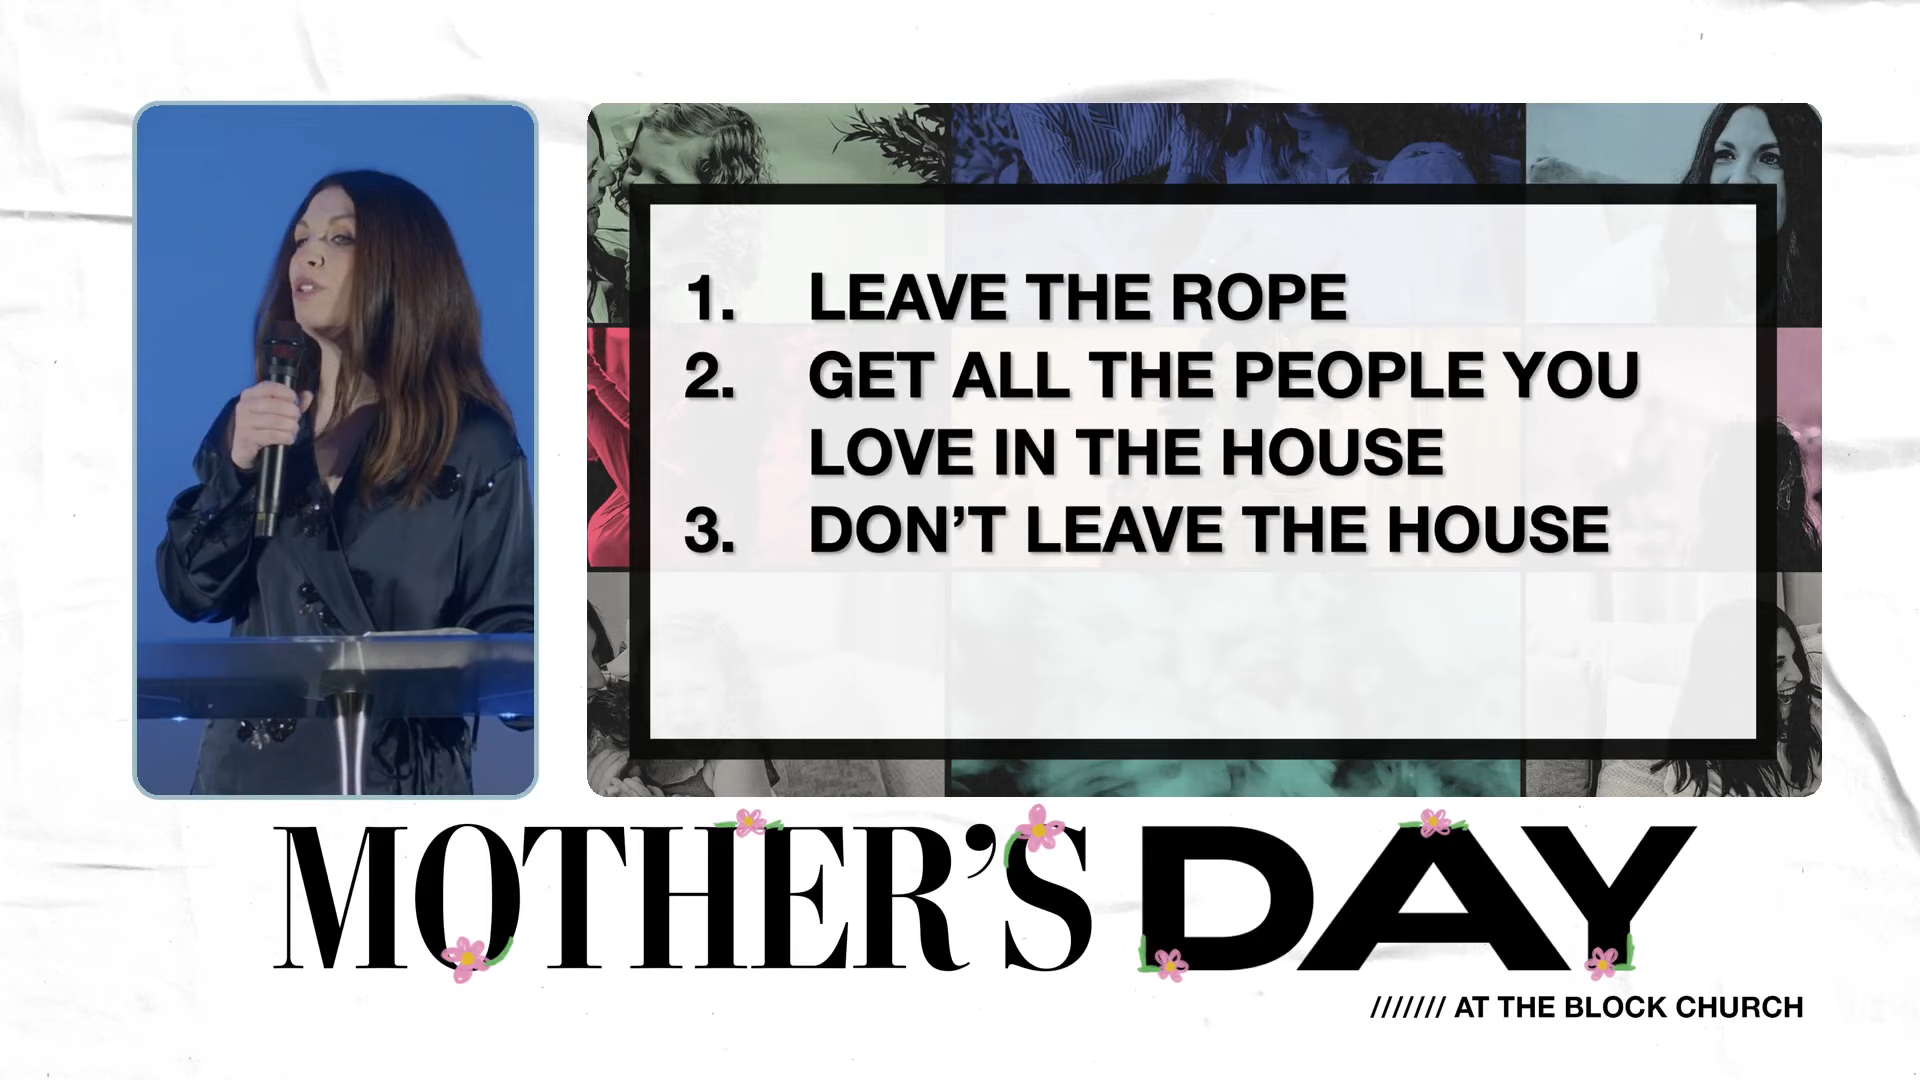 1. LEAVE THE ROPE
2. GET ALL THE PEOPLE YOU
LOVE IN THE HOUSE
3. DON’T LEAVE THE HOUSE
MOTHER’S DAY
/////// AT THE BLOCK CHURCH